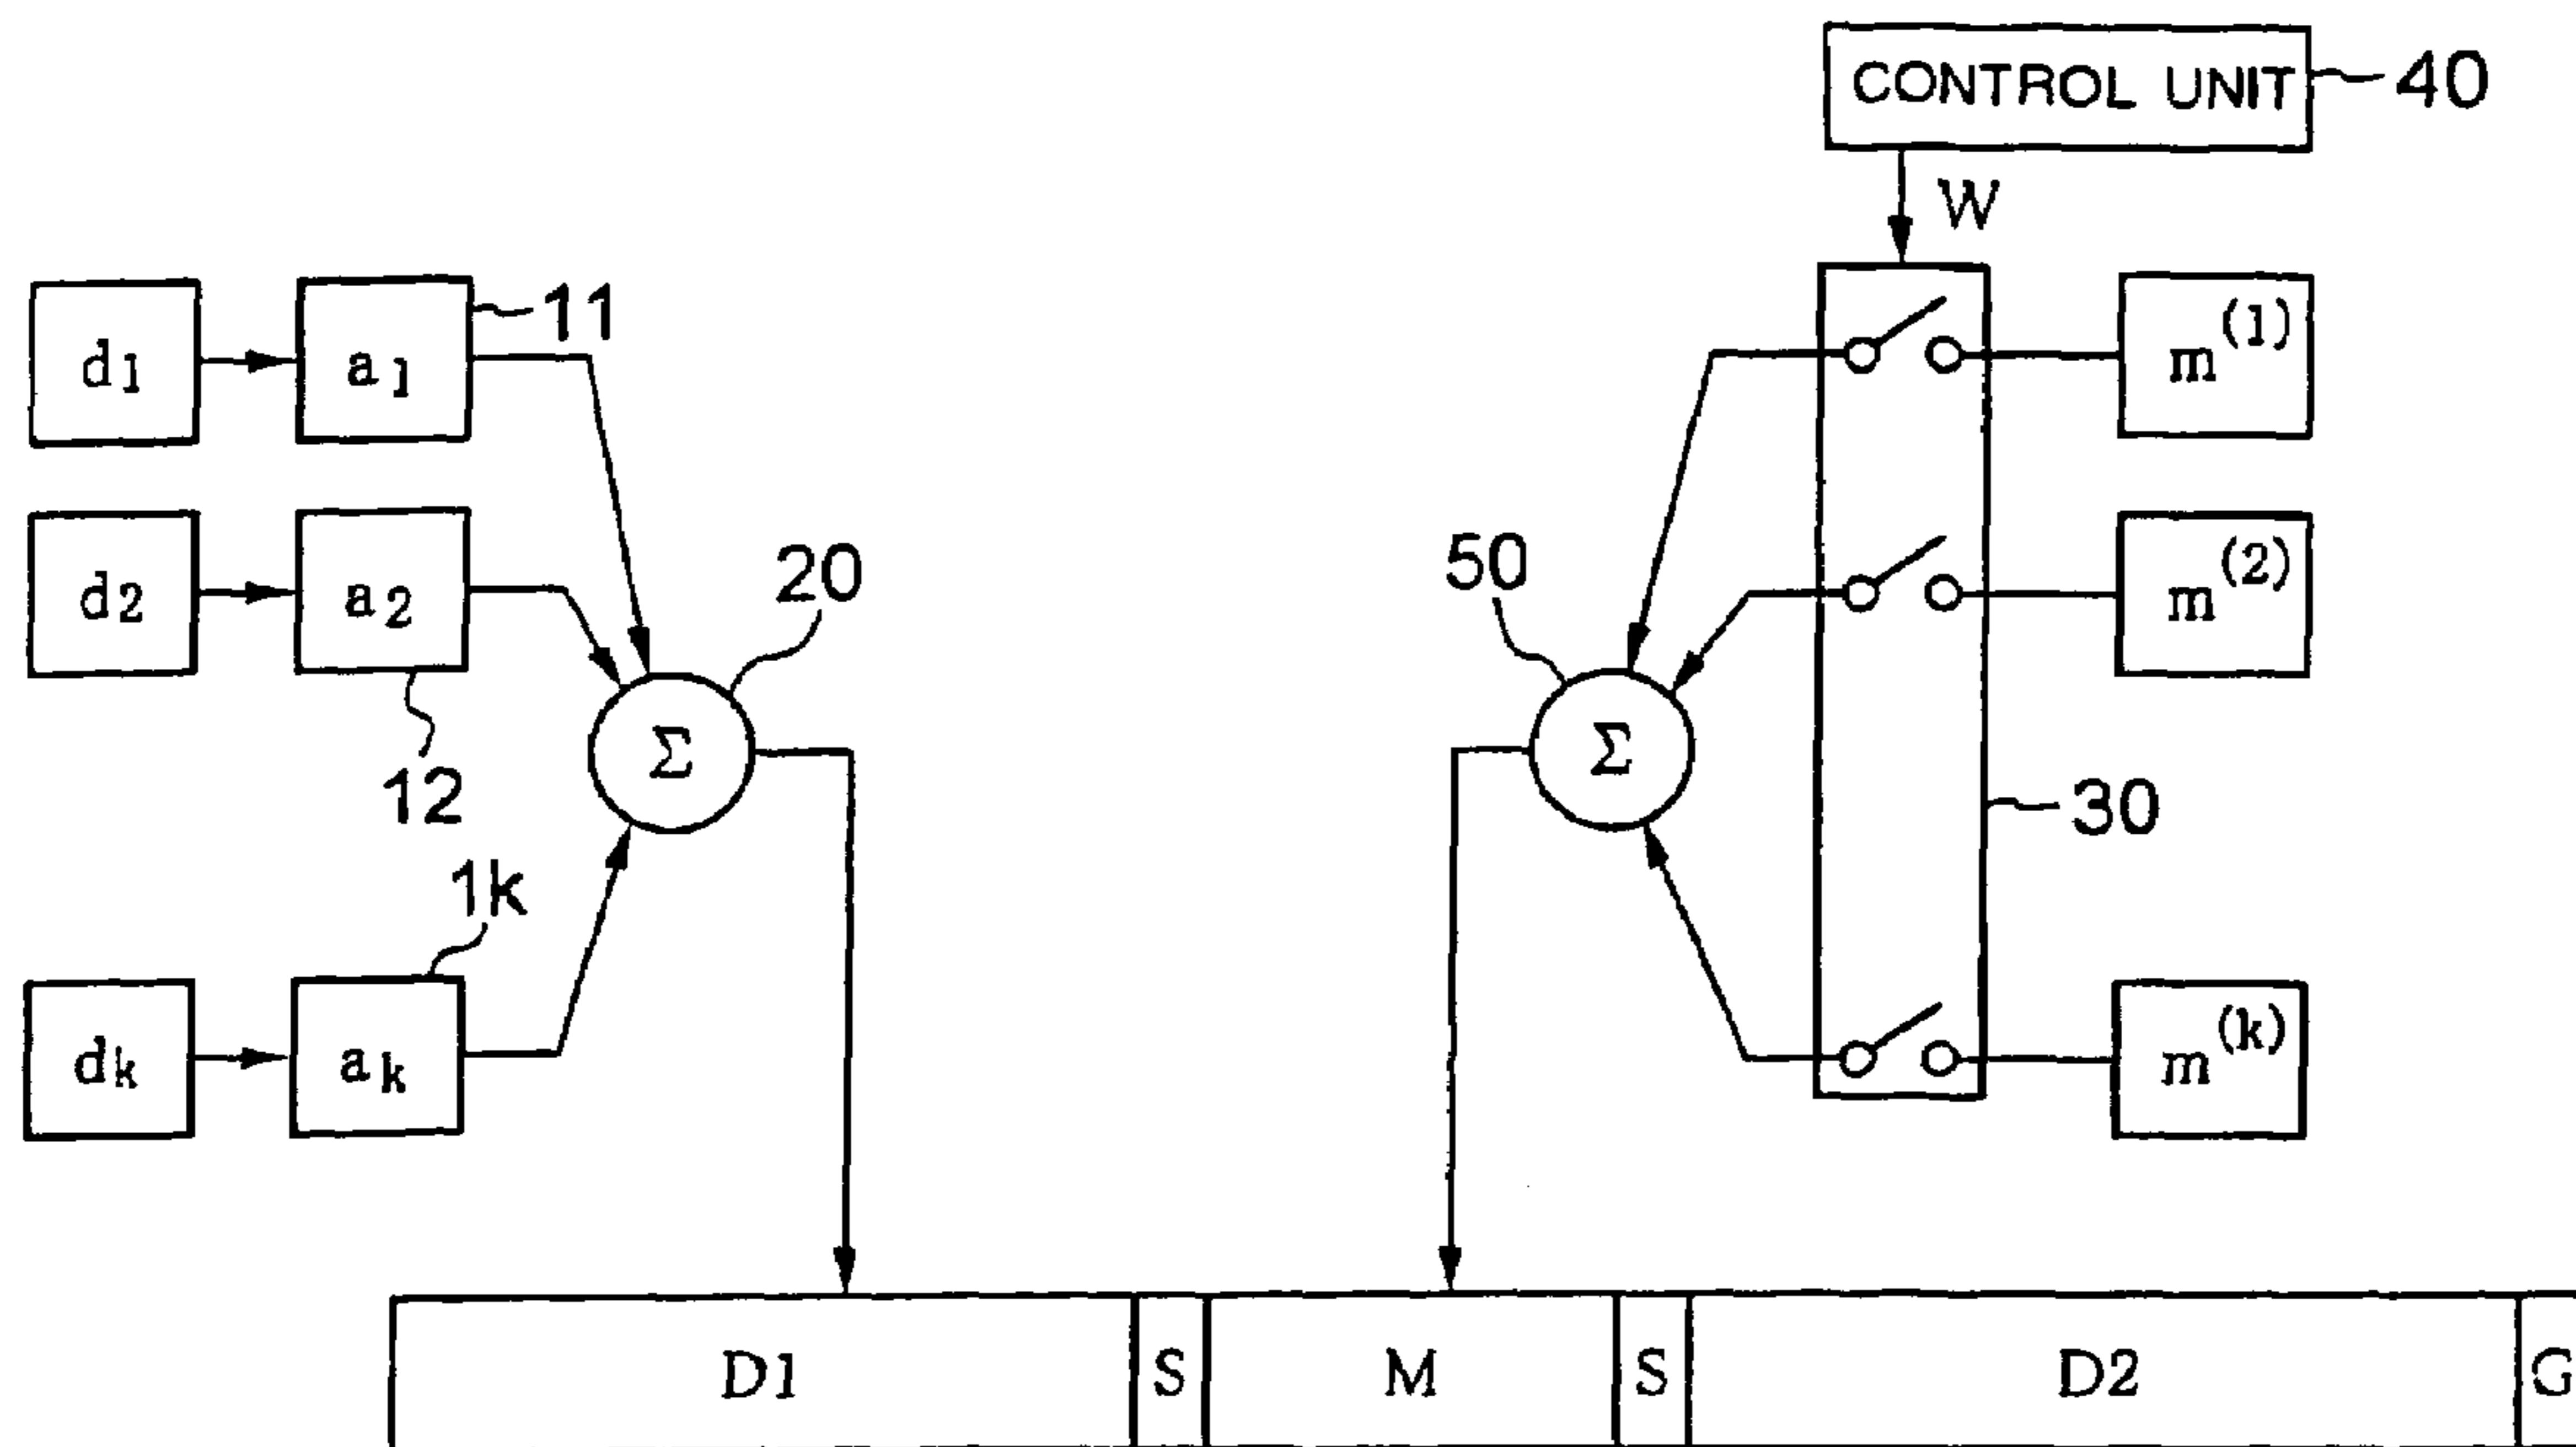 CONTROL UNIT 40
W
d1 a1 11
m(1)
d2 a2 20
50
m(2)
12
Σ
Σ
30
1k
dk ak
m(k)
D1 S M S D2 G